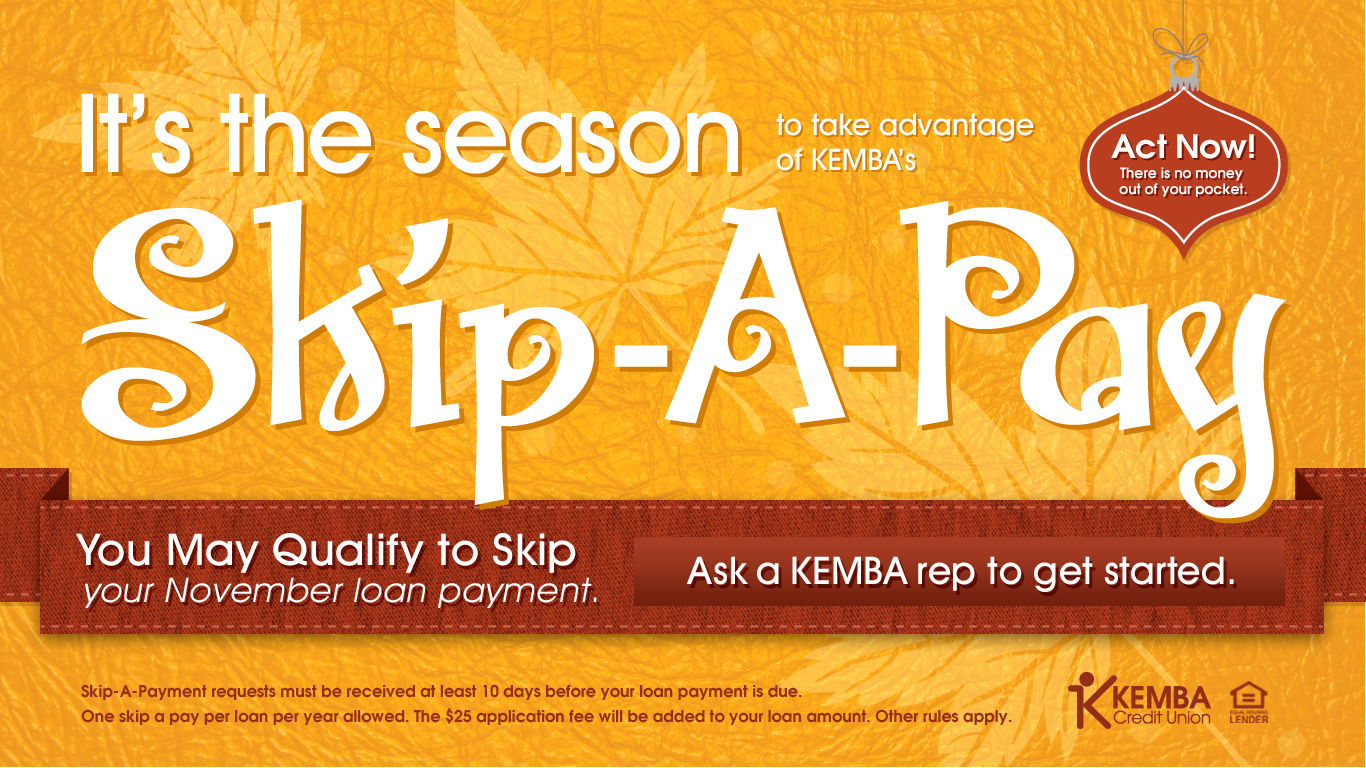 It's the season
to take advantage
of KEMBA's
Act Now!
There is no money
out of your pocket.
Skip-A-Pay
You May Qualify to Skip
your November loan payment.
Ask a KEMBA rep to get started.
Skip-A-Payment requests must be received at least 10 days before your loan payment is due.
One skip a pay per loan per year allowed. The $25 application fee will be added to your loan amount. Other rules apply.
KEMBA
Credit Union
EQUAL HOUSING
LENDER